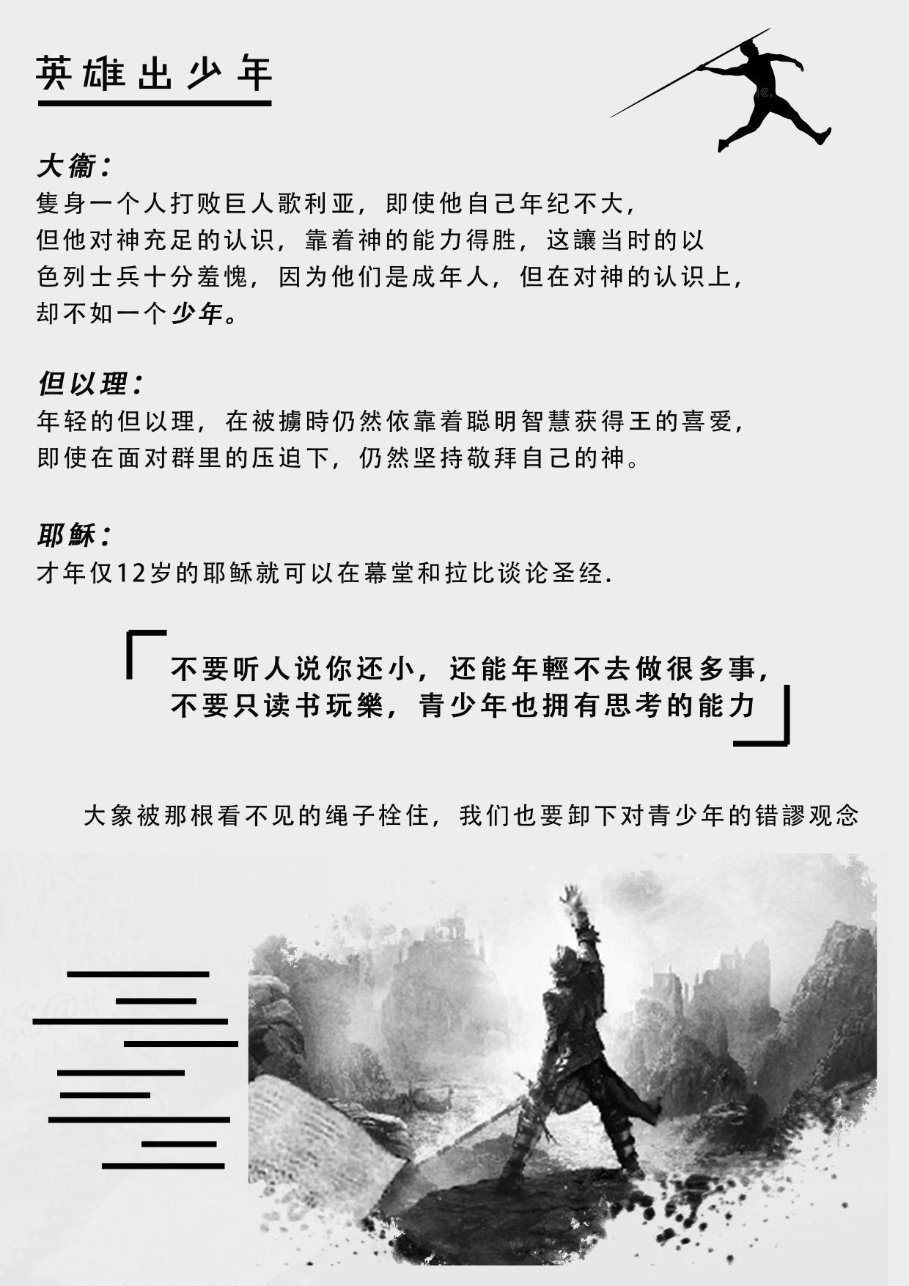 英雄出少年
大衞：
隻身一个人打败巨人歌利亚，即使他自己年纪不大，
但他对神充足的认识，靠着神的能力得胜，这讓当时的以
色列士兵十分羞愧，因为他们是成年人，但在对神的认识上，
却不如一个少年。
但以理：
年轻的但以理，在被擄時仍然依靠着聪明智慧获得王的喜爱，
即使在面对群里的压迫下，仍然坚持敬拜自己的神。
耶穌：
才年仅12岁的耶稣就可以在幕堂和拉比谈论圣经.
不要听人说你还小，还能年輕不去做很多事，
不要只读书玩樂，青少年也拥有思考的能力
大象被那根看不见的绳子栓住，我们也要卸下对青少年的错謬观念